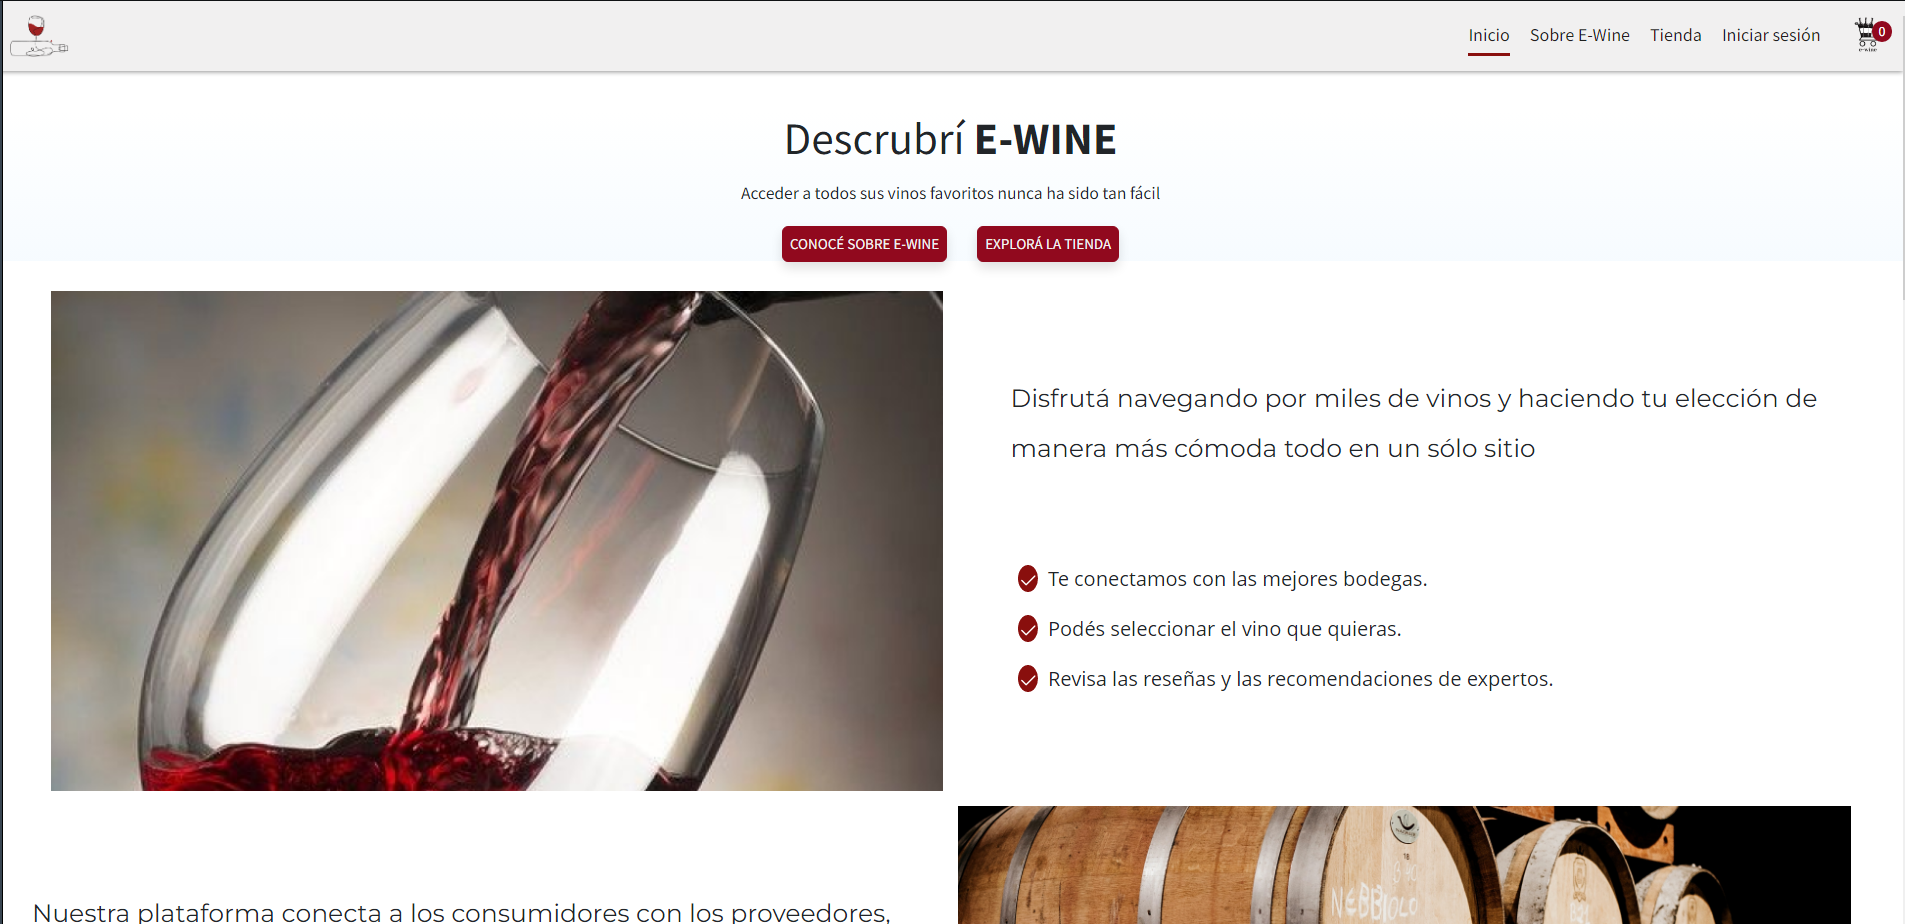 Inicio Sobre E-Wine Tienda Iniciar sesión 0
e-wine
Descrubrí E-WINE
Acceder a todos sus vinos favoritos nunca ha sido tan fácil
CONOCÉ SOBRE E-WINE EXPLORÁ LA TIENDA
Disfrutá navegando por miles de vinos y haciendo tu elección de
manera más cómoda todo en un sólo sitio
Te conectamos con las mejores bodegas.
Podés seleccionar el vino que quieras.
Revisa las reseñas y las recomendaciones de expertos.
Nuestra plataforma conecta a los consumidores con los proveedores,
NEBBIOLO